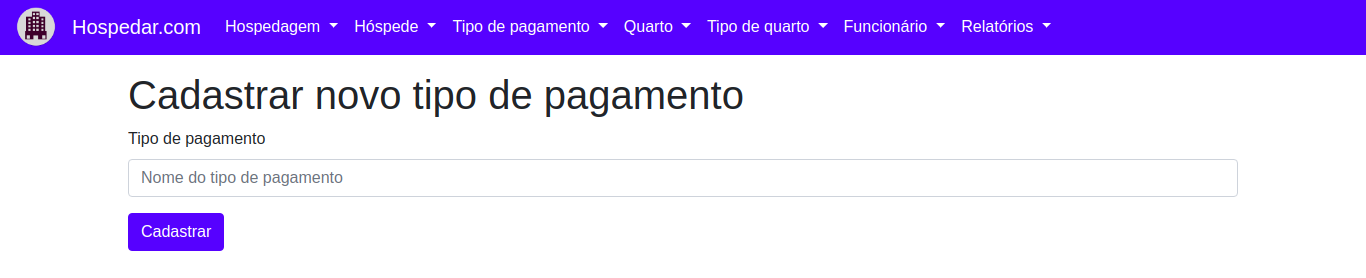 Hospedar.com Hospedagem Hóspede Tipo de pagamento Quarto Tipo de quarto Funcionário Relatórios
Cadastrar novo tipo de pagamento
Tipo de pagamento
Nome do tipo de pagamento
Cadastrar